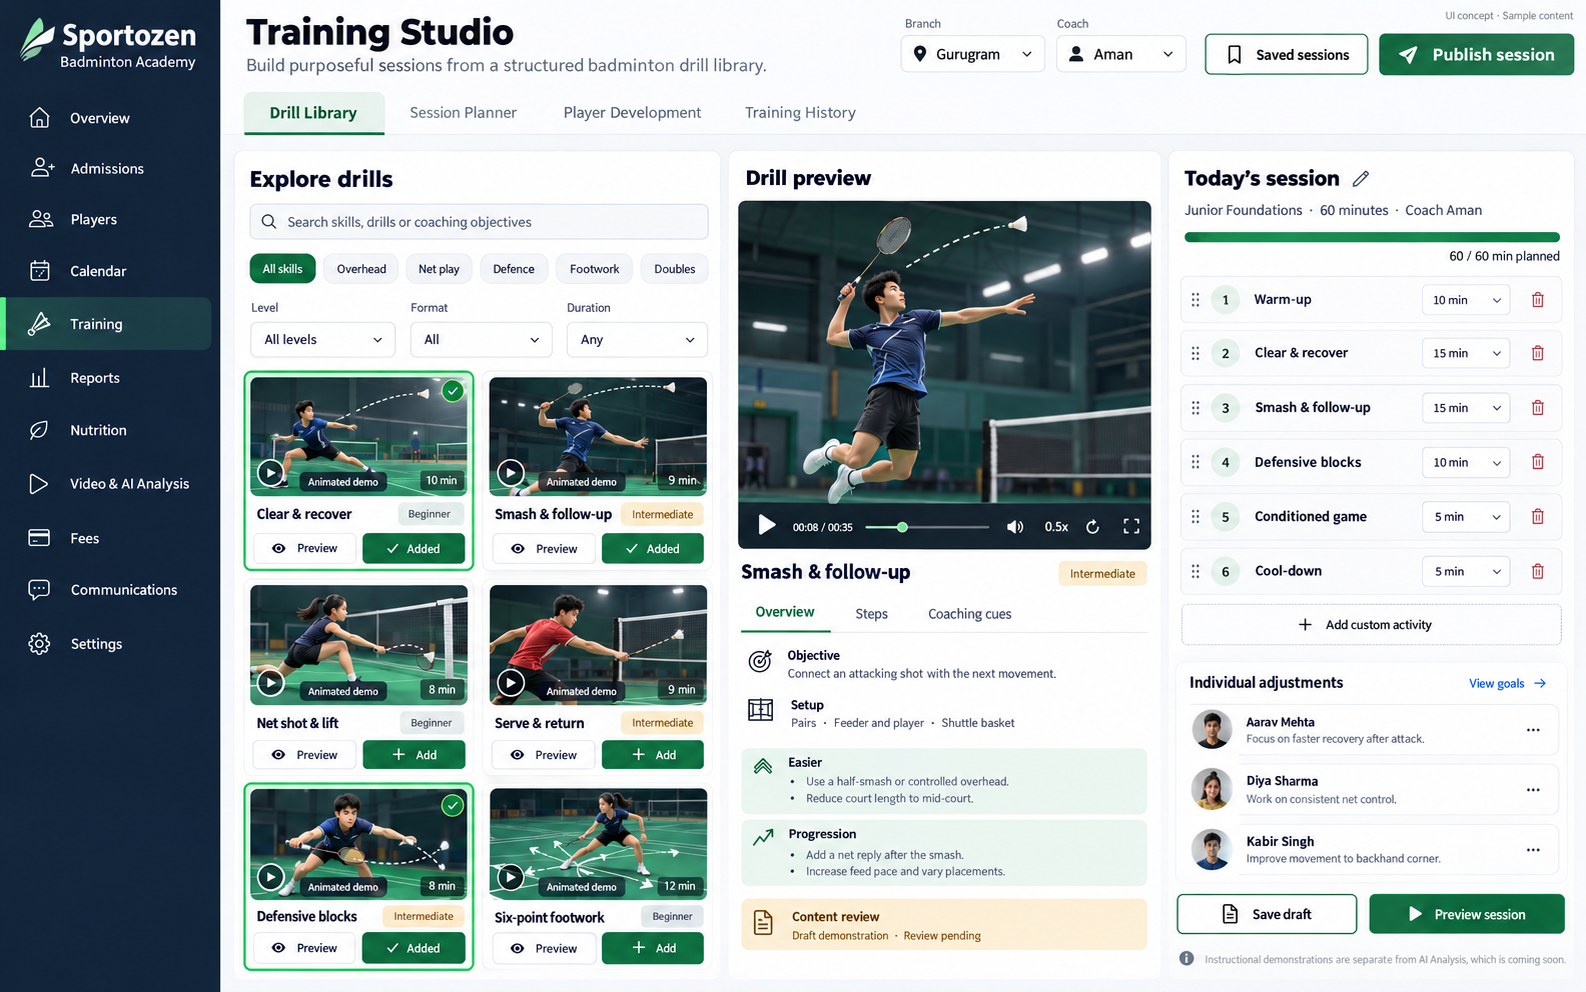 Sportozen
Badminton Academy
Overview
Admissions
Players
Calendar
Training
Reports
Nutrition
Video & AI Analysis
Fees
Communications
Settings
Training Studio
Build purposeful sessions from a structured badminton drill library.
Branch
Gurugram
Coach
Aman
UI concept · Sample content
Saved sessions
Publish session
Drill Library
Session Planner
Player Development
Training History
Explore drills
Search skills, drills or coaching objectives
All skills
Overhead
Net play
Defence
Footwork
Doubles
Level
Format
Duration
All levels
All
Any
Animated demo
10 min
Clear & recover
Beginner
Preview
Added
Animated demo
9 min
Smash & follow-up
Intermediate
Preview
Added
Animated demo
8 min
Net shot & lift
Beginner
Preview
Add
Animated demo
9 min
Serve & return
Intermediate
Preview
Add
Animated demo
8 min
Defensive blocks
Intermediate
Preview
Added
Animated demo
12 min
Six-point footwork
Beginner
Preview
Add
Drill preview
00:08 / 00:35
0.5x
Smash & follow-up
Intermediate
Overview
Steps
Coaching cues
Objective
Connect an attacking shot with the next movement.
Setup
Pairs · Feeder and player · Shuttle basket
Easier
• Use a half-smash or controlled overhead.
• Reduce court length to mid-court.
Progression
• Add a net reply after the smash.
• Increase feed pace and vary placements.
Content review
Draft demonstration · Review pending
Today's session
Junior Foundations · 60 minutes · Coach Aman
60 / 60 min planned
1 Warm-up 10 min
2 Clear & recover 15 min
3 Smash & follow-up 15 min
4 Defensive blocks 10 min
5 Conditioned game 5 min
6 Cool-down 5 min
Add custom activity
Individual adjustments
View goals
Aarav Mehta
Focus on faster recovery after attack.
Diya Sharma
Work on consistent net control.
Kabir Singh
Improve movement to backhand corner.
Save draft
Preview session
Instructional demonstrations are separate from AI Analysis, which is coming soon.